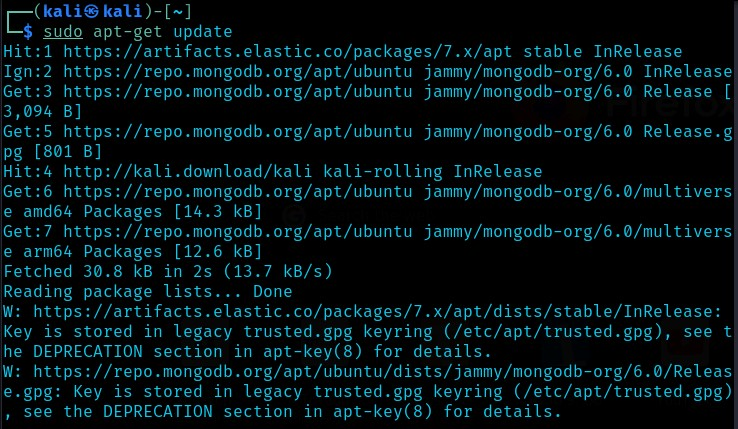 ┌──(kali㉿kali)-[~]
└─$ sudo apt-get update
Hit:1 https://artifacts.elastic.co/packages/7.x/apt stable InRelease
Ign:2 https://repo.mongodb.org/apt/ubuntu jammy/mongodb-org/6.0 InRelease
Get:3 https://repo.mongodb.org/apt/ubuntu jammy/mongodb-org/6.0 Release [
3,094 B]
Get:5 https://repo.mongodb.org/apt/ubuntu jammy/mongodb-org/6.0 Release.g
pg [801 B]
Hit:4 http://kali.download/kali kali-rolling InRelease
Get:6 https://repo.mongodb.org/apt/ubuntu jammy/mongodb-org/6.0/multivers
e amd64 Packages [14.3 kB]
Get:7 https://repo.mongodb.org/apt/ubuntu jammy/mongodb-org/6.0/multivers
e arm64 Packages [12.6 kB]
Fetched 30.8 kB in 2s (13.7 kB/s)
Reading package lists... Done
W: https://artifacts.elastic.co/packages/7.x/apt/dists/stable/InRelease:
Key is stored in legacy trusted.gpg keyring (/etc/apt/trusted.gpg), see t
he DEPRECATION section in apt-key(8) for details.
W: https://repo.mongodb.org/apt/ubuntu/dists/jammy/mongodb-org/6.0/Releas
e.gpg: Key is stored in legacy trusted.gpg keyring (/etc/apt/trusted.gpg)
, see the DEPRECATION section in apt-key(8) for details.